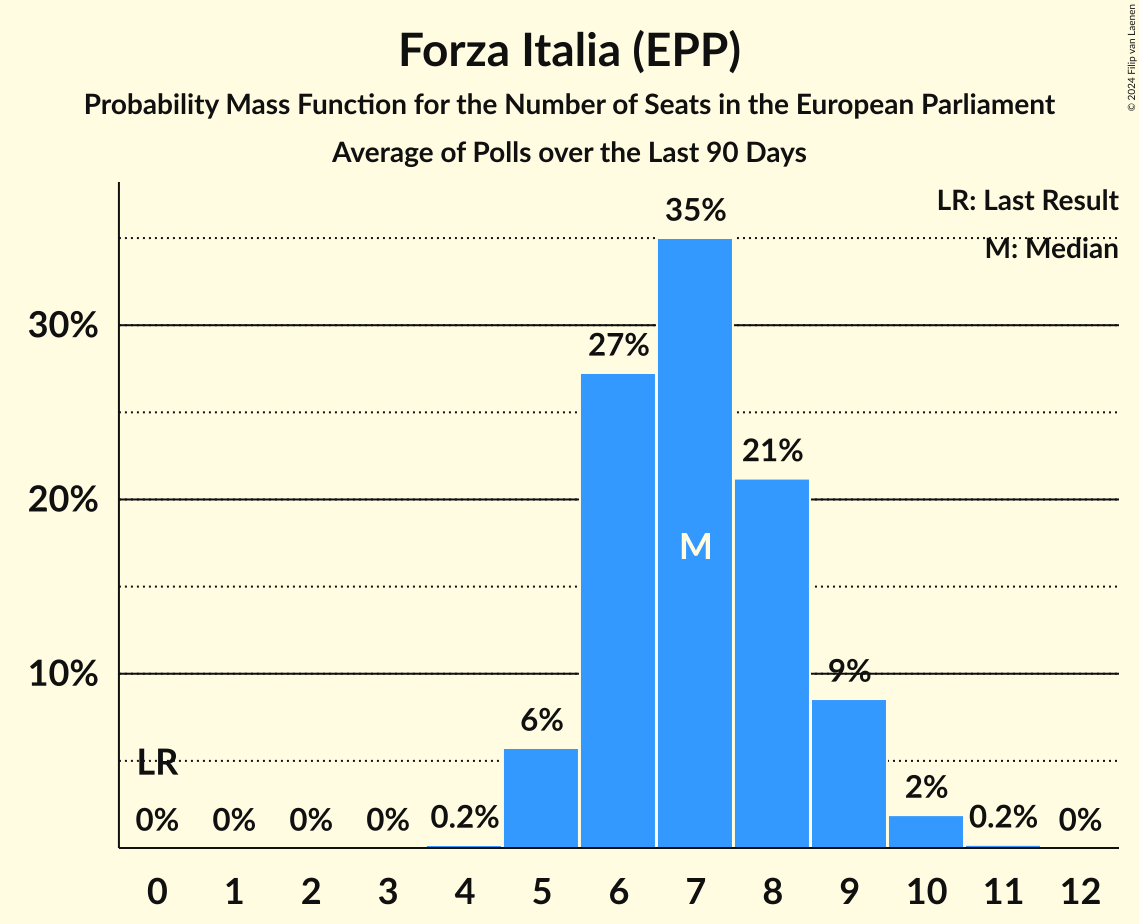 Forza Italia (EPP)
Probability Mass Function for the Number of Seats in the European Parliament
Average of Polls over the Last 90 Days
© 2024 Filip van Laenen
LR: Last Result
M: Median
35%
30%
27%
21%
20%
M
10%
9%
6%
LR
2%
0% 0% 0% 0% 0.2% 0.2% 0%
0 1 2 3 4 5 6 7 8 9 10 11 12